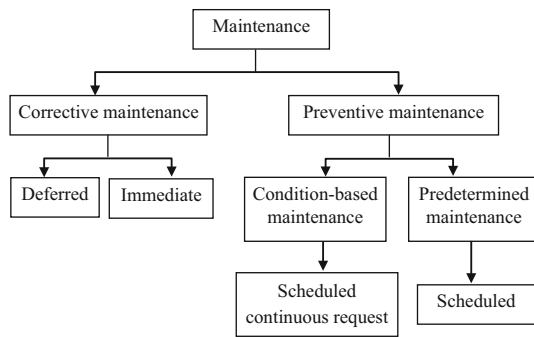 Maintenance
Corrective maintenance
Preventive maintenance
Deferred
Immediate
Condition-based
maintenance
Predetermined
maintenance
Scheduled
continuous request
Scheduled